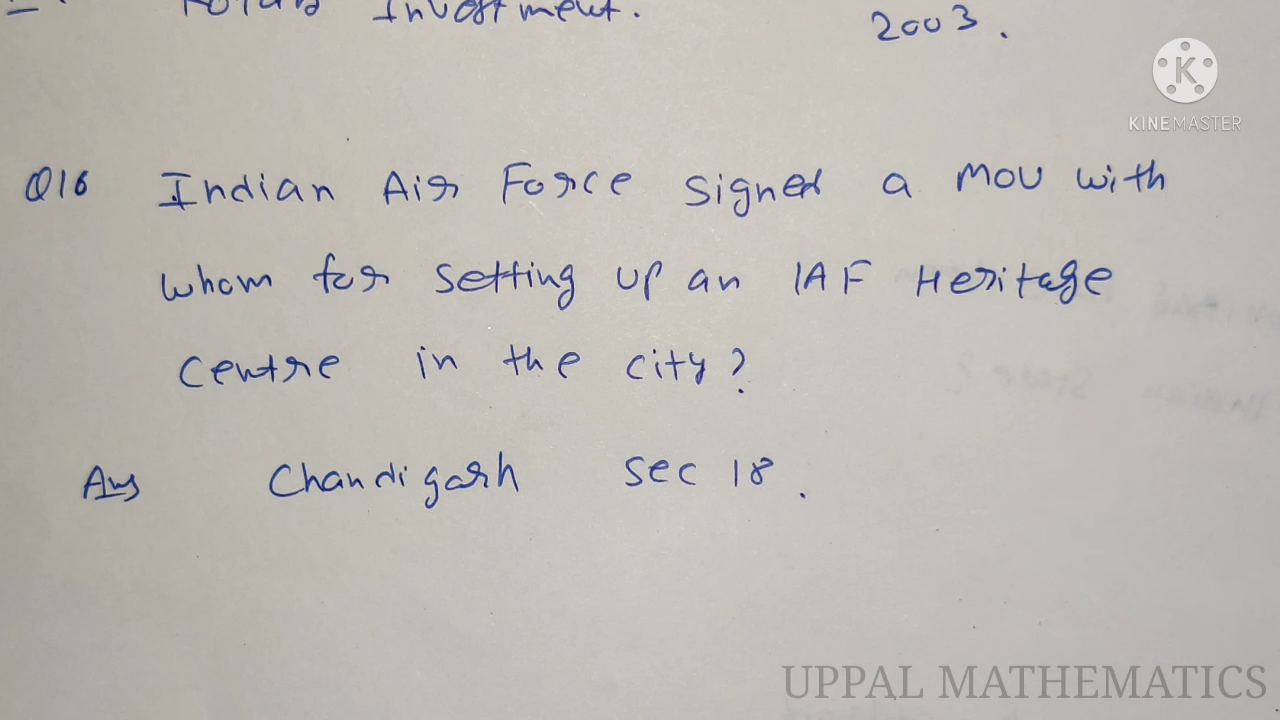 Investment.
2003.
KINEMASTER
Q16 Indian Air Force signed a MOU with
whom for setting up an IAF Heritage
Centre in the city?
Ans Chandigarh Sec 18.
UPPAL MATHEMATICS